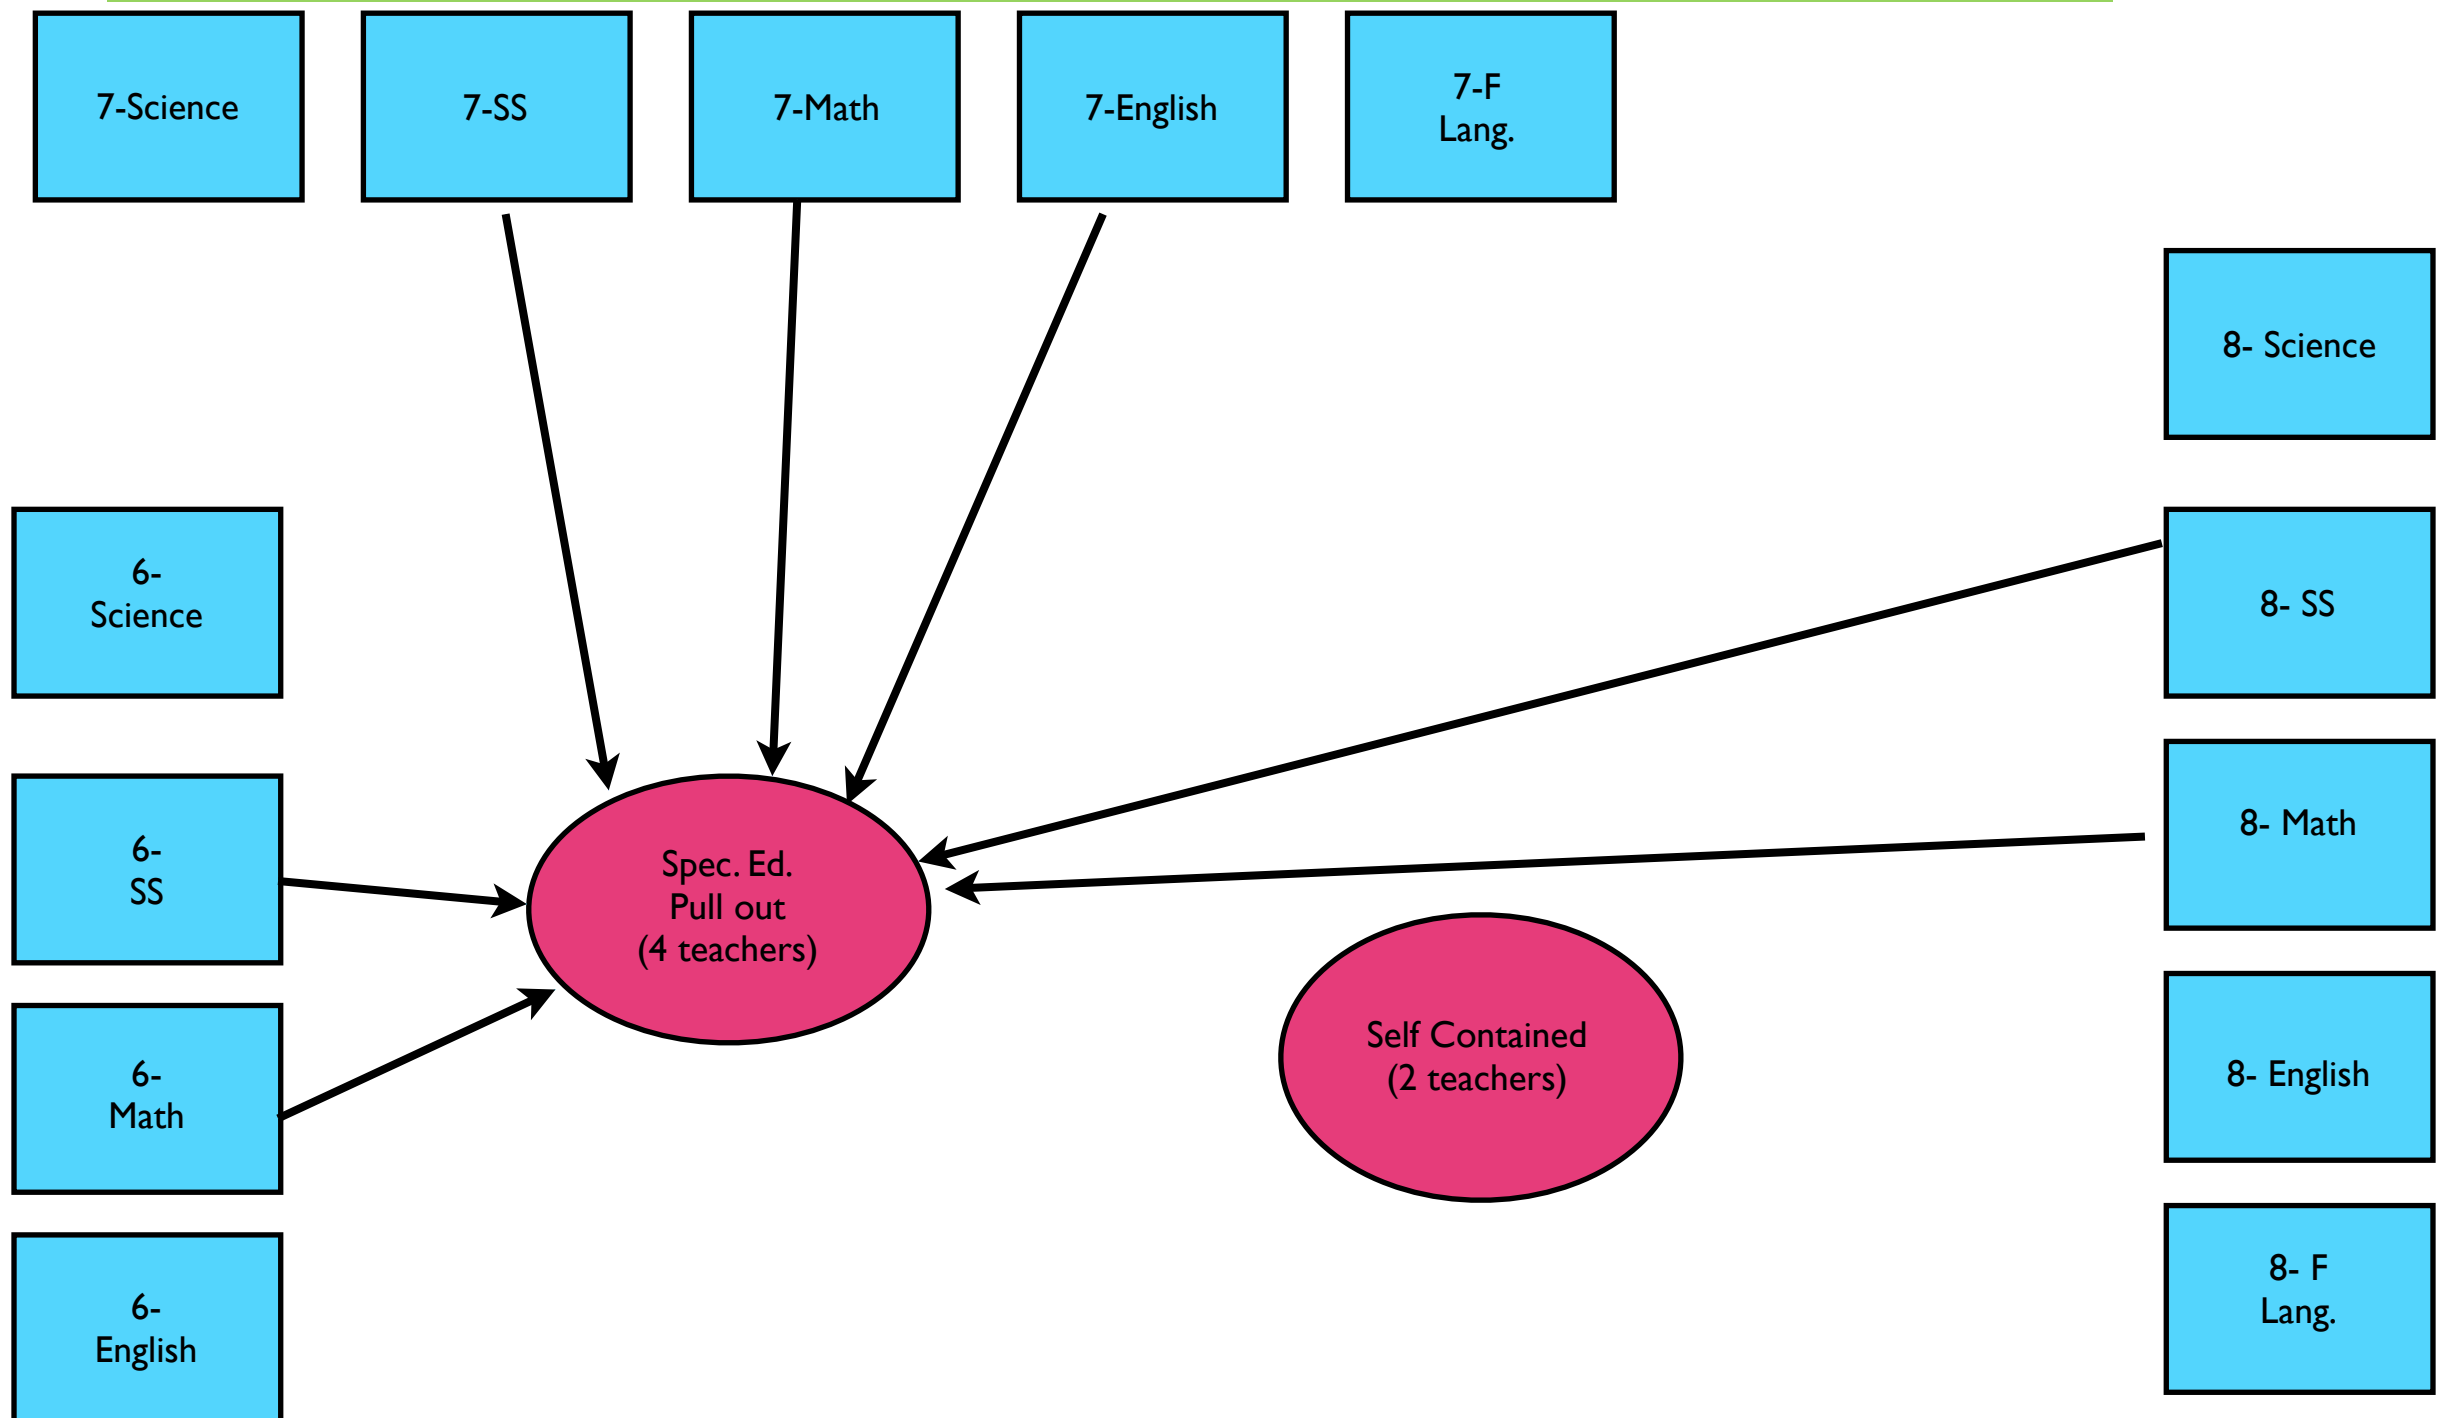 7-Science
7-SS
7-Math
7-English
7-F
Lang.
8- Science
6-
Science
8- SS
6-
SS
Spec. Ed.
Pull out
(4 teachers)
8- Math
Self Contained
(2 teachers)
6-
Math
8- English
6-
English
8- F
Lang.